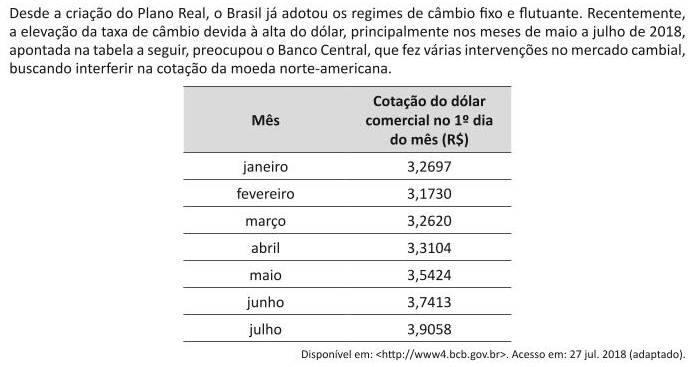 Desde a criação do Plano Real, o Brasil já adotou os regimes de câmbio fixo e flutuante. Recentemente,
a elevação da taxa de câmbio devida à alta do dólar, principalmente nos meses de maio a julho de 2018,
apontada na tabela a seguir, preocupou o Banco Central, que fez várias intervenções no mercado cambial,
buscando interferir na cotação da moeda norte-americana.
Mês
Cotação do dólar
comercial no 1º dia
do mês (R$)
janeiro 3,2697
fevereiro 3,1730
março 3,2620
abril 3,3104
maio 3,5424
junho 3,7413
julho 3,9058
Disponível em: <http://www4.bcb.gov.br>. Acesso em: 27 jul. 2018 (adaptado).